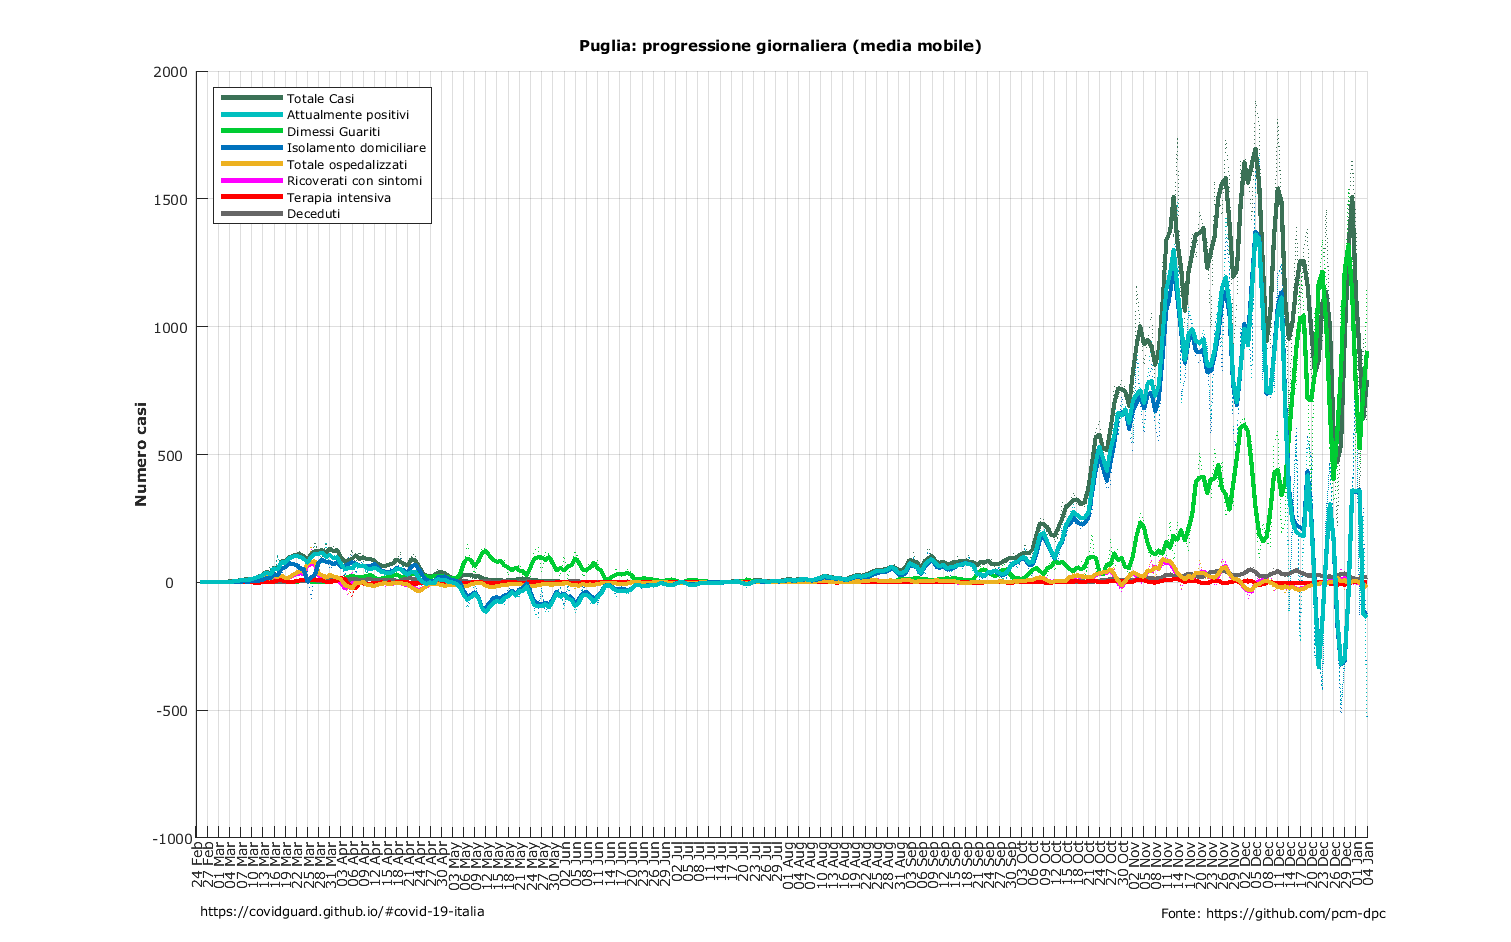 Puglia: progressione giornaliera (media mobile)
2000
1500
1000
500
0
-500
-1000
Numero casi
Totale Casi
Attualmente positivi
Dimessi Guariti
Isolamento domiciliare
Totale ospedalizzati
Ricoverati con sintomi
Terapia intensiva
Deceduti
24 Feb
27 Feb
01 Mar
04 Mar
07 Mar
10 Mar
13 Mar
16 Mar
19 Mar
22 Mar
25 Mar
28 Mar
31 Mar
03 Apr
06 Apr
09 Apr
12 Apr
15 Apr
18 Apr
21 Apr
24 Apr
27 Apr
30 Apr
03 May
06 May
09 May
12 May
15 May
18 May
21 May
24 May
27 May
30 May
02 Jun
05 Jun
08 Jun
11 Jun
14 Jun
17 Jun
20 Jun
23 Jun
26 Jun
29 Jun
02 Jul
05 Jul
08 Jul
11 Jul
14 Jul
17 Jul
20 Jul
23 Jul
26 Jul
29 Jul
01 Aug
04 Aug
07 Aug
10 Aug
13 Aug
16 Aug
19 Aug
22 Aug
25 Aug
28 Aug
31 Aug
03 Sep
06 Sep
09 Sep
12 Sep
15 Sep
18 Sep
21 Sep
24 Sep
27 Sep
30 Sep
03 Oct
06 Oct
09 Oct
12 Oct
15 Oct
18 Oct
21 Oct
24 Oct
27 Oct
30 Oct
02 Nov
05 Nov
08 Nov
11 Nov
14 Nov
17 Nov
20 Nov
23 Nov
26 Nov
29 Nov
02 Dec
05 Dec
08 Dec
11 Dec
14 Dec
17 Dec
20 Dec
23 Dec
26 Dec
29 Dec
01 Jan
04 Jan
https://covidguard.github.io/#covid-19-italia
Fonte: https://github.com/pcm-dpc